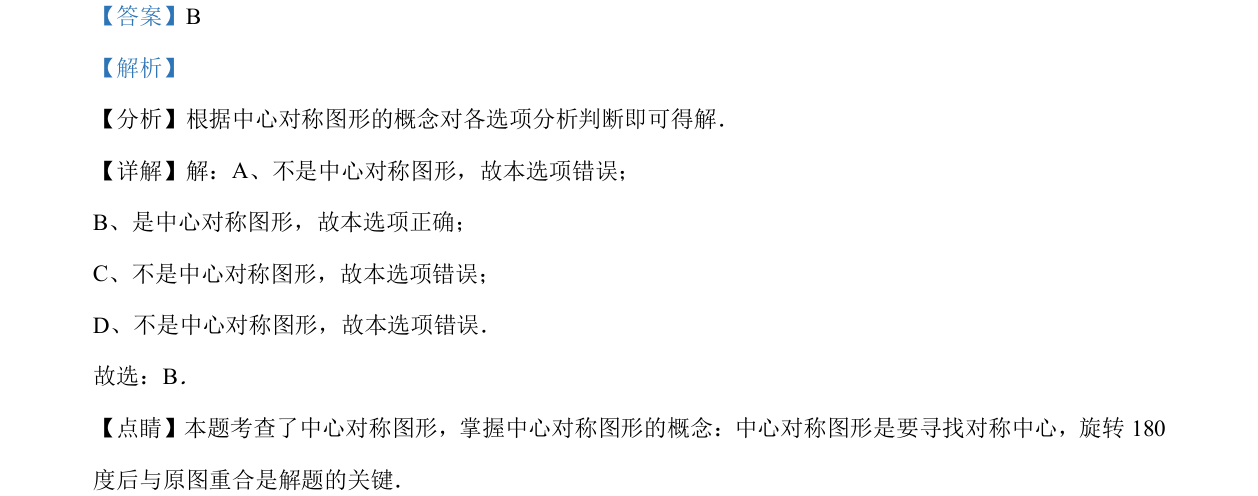 【答案】B
【解析】
【分析】根据中心对称图形的概念对各选项分析判断即可得解．
【详解】解：A、不是中心对称图形，故本选项错误；
B、是中心对称图形，故本选项正确；
C、不是中心对称图形，故本选项错误；
D、不是中心对称图形，故本选项错误．
故选：B．
【点睛】本题考查了中心对称图形，掌握中心对称图形的概念：中心对称图形是要寻找对称中心，旋转 180
度后与原图重合是解题的关键．